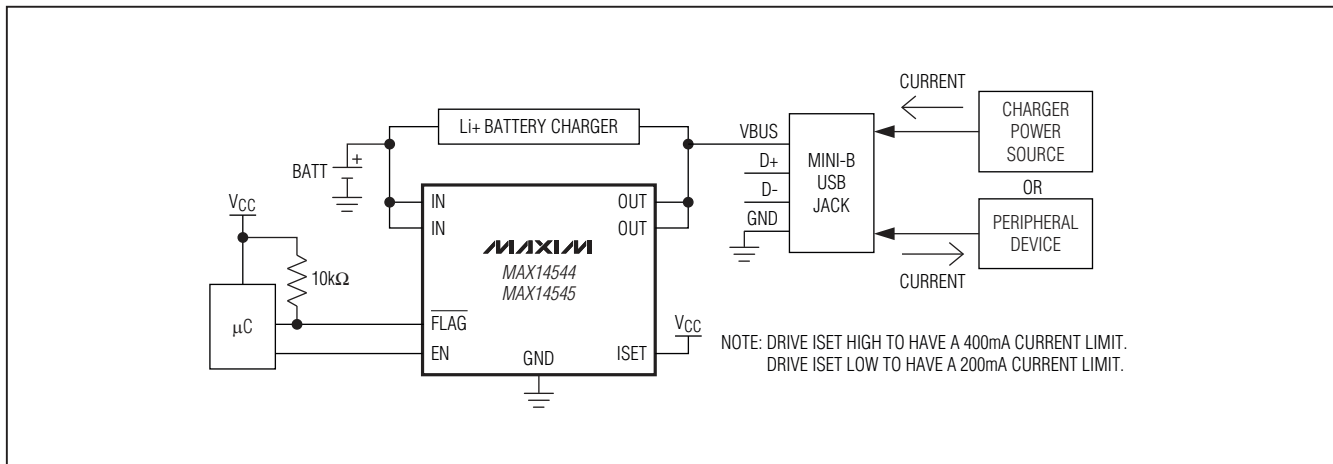 CURRENT
CHARGER
POWER
SOURCE
Li+ BATTERY CHARGER
VBUS
D+
D-
GND
MINI-B
USB
JACK
OR
PERIPHERAL
DEVICE
CURRENT
BATT
+
VCC
10kΩ
μC
IN
IN
OUT
OUT
MAXIM
MAX14544
MAX14545
FLAG
EN
GND
ISET
VCC
NOTE: DRIVE ISET HIGH TO HAVE A 400mA CURRENT LIMIT.
DRIVE ISET LOW TO HAVE A 200mA CURRENT LIMIT.